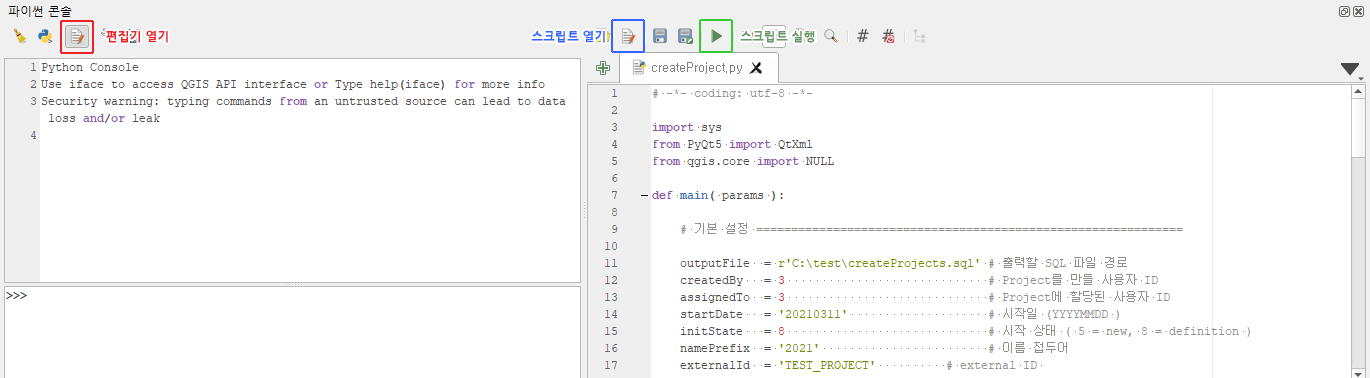 파이썬 콘솔
편집기 열기
스크립트 열기
스크립트 실행
1 Python Console
2 Use iface to access QGIS API interface or Type help(iface) for more info
3 Security warning: typing commands from an untrusted source can lead to data
loss and/or leak
4
>>>
createProject.py
1 # -*- coding: utf-8 -*-
2
3 import sys
4 from PyQt5 import QtXml
5 from qgis.core import NULL
6
7 def main( params ):
8
9 # 기본 설정 =============================================================
10
11 outputFile = r'C:\test\createProjects.sql' # 출력할 SQL 파일 경로
12 createdBy = 3 # Project를 만들 사용자 ID
13 assignedTo = 3 # Project에 할당된 사용자 ID
14 startDate = '20210311' # 시작일 (YYYYMMDD )
15 initState = 8 # 시작 상태 ( 5 = new, 8 = definition )
16 namePrefix = '2021' # 이름 접두어
17 externalId = 'TEST_PROJECT' # external ID